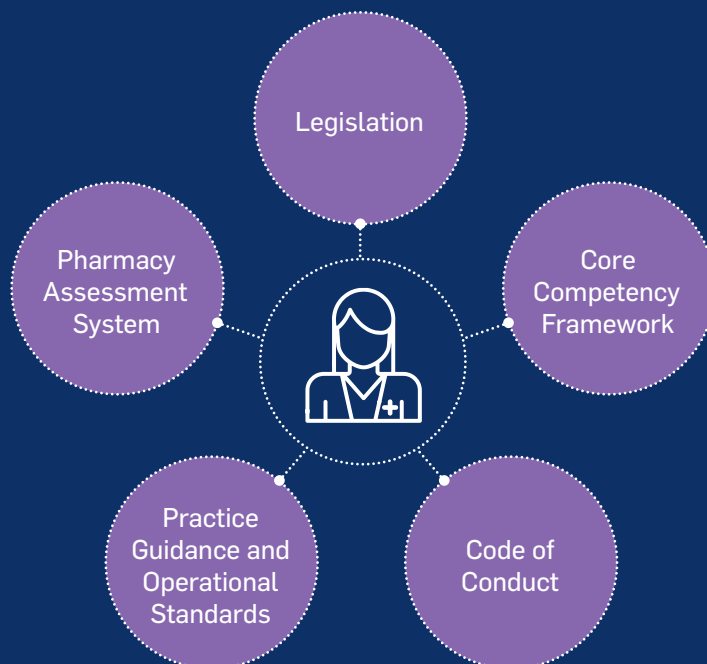 Legislation
Pharmacy
Assessment
System
Core
Competency
Framework
Practice
Guidance and
Operational
Standards
Code of
Conduct